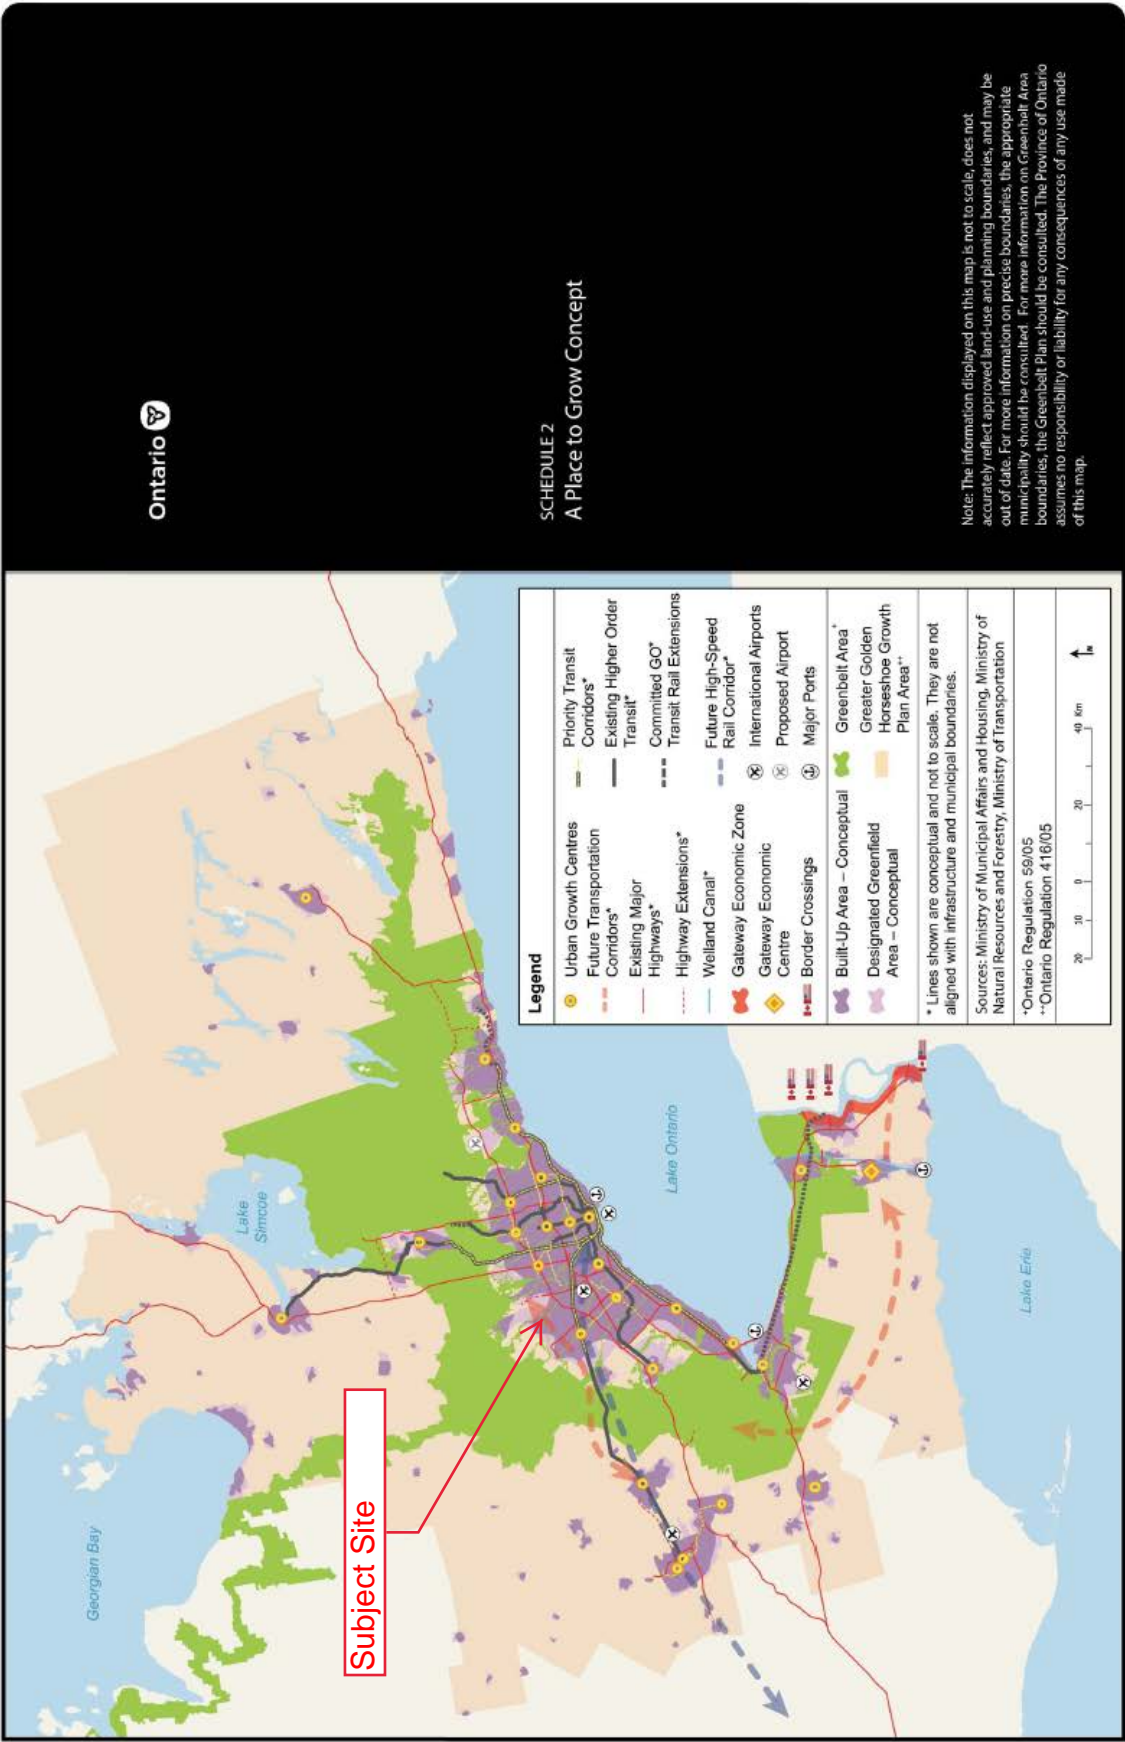 Ontario
SCHEDULE 2
A Place to Grow Concept
Note: The information displayed on this map is not to scale, does not
accurately reflect approved land-use and planning boundaries, and may be
out of date. For more information on precise boundaries, the appropriate
municipality should be consulted. For more information on Greenbelt Area
boundaries, the Greenbelt Plan should be consulted. The Province of Ontario
assumes no responsibility or liability for any consequences of any use made
of this map.
Georgian Bay
Lake
Simcoe
Lake Ontario
Lake Erie
Subject Site
Legend
Urban Growth Centres
Future Transportation
Corridors*
Existing Major
Highways*
Highway Extensions*
Welland Canal*
Gateway Economic Zone
Gateway Economic
Centre
Border Crossings
Priority Transit
Corridors*
Existing Higher Order
Transit*
Committed GO*
Transit Rail Extensions
Future High-Speed
Rail Corridor*
International Airports
Proposed Airport
Major Ports
Built-Up Area – Conceptual
Designated Greenfield
Area – Conceptual
Greenbelt Area+
Greater Golden
Horseshoe Growth
Plan Area++
* Lines shown are conceptual and not to scale. They are not
aligned with infrastructure and municipal boundaries.
Sources: Ministry of Municipal Affairs and Housing, Ministry of
Natural Resources and Forestry, Ministry of Transportation
+Ontario Regulation 59/05
++Ontario Regulation 416/05
20 10 0 20 40 Km
N